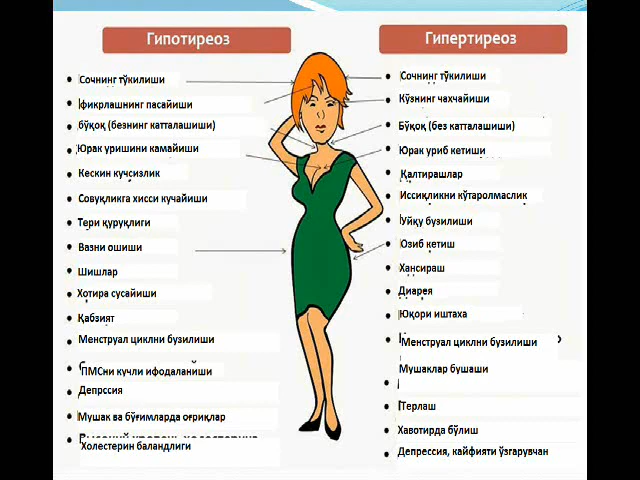 Гипотиреоз
Сочнинг тўкилиши
фикрлашнинг пасайиши
бўқоқ (безнинг катталашиши)
Юрак уришини камайиши
Кескин кучсизлик
Совуқликга хисси кучайиши
Тери қуруқлиги
Вазни ошиши
Шишлар
Хотира сусайиши
Қабзият
Менструал циклни бузилиши
ПМСни кучли ифодаланиши
Депрссия
Мушак ва бўғимларда оғриқлар
Холестерин баландлиги
Гипертиреоз
Сочнинг тўкилиши
Кўзнинг чахчайиши
Бўқоқ (без катталашиши)
Юрак уриб кетиши
Қалтирашлар
Иссиқликни кўтаролмаслик
Уйқу бузилиши
Юзиб кетиш
Хансираш
Диарея
Юқори иштаха
Менструал циклни бузилиши
Мушаклар бушаши
Терлаш
Хавотирда бўлиш
Депрессия, кайфияти ўзгарувчан